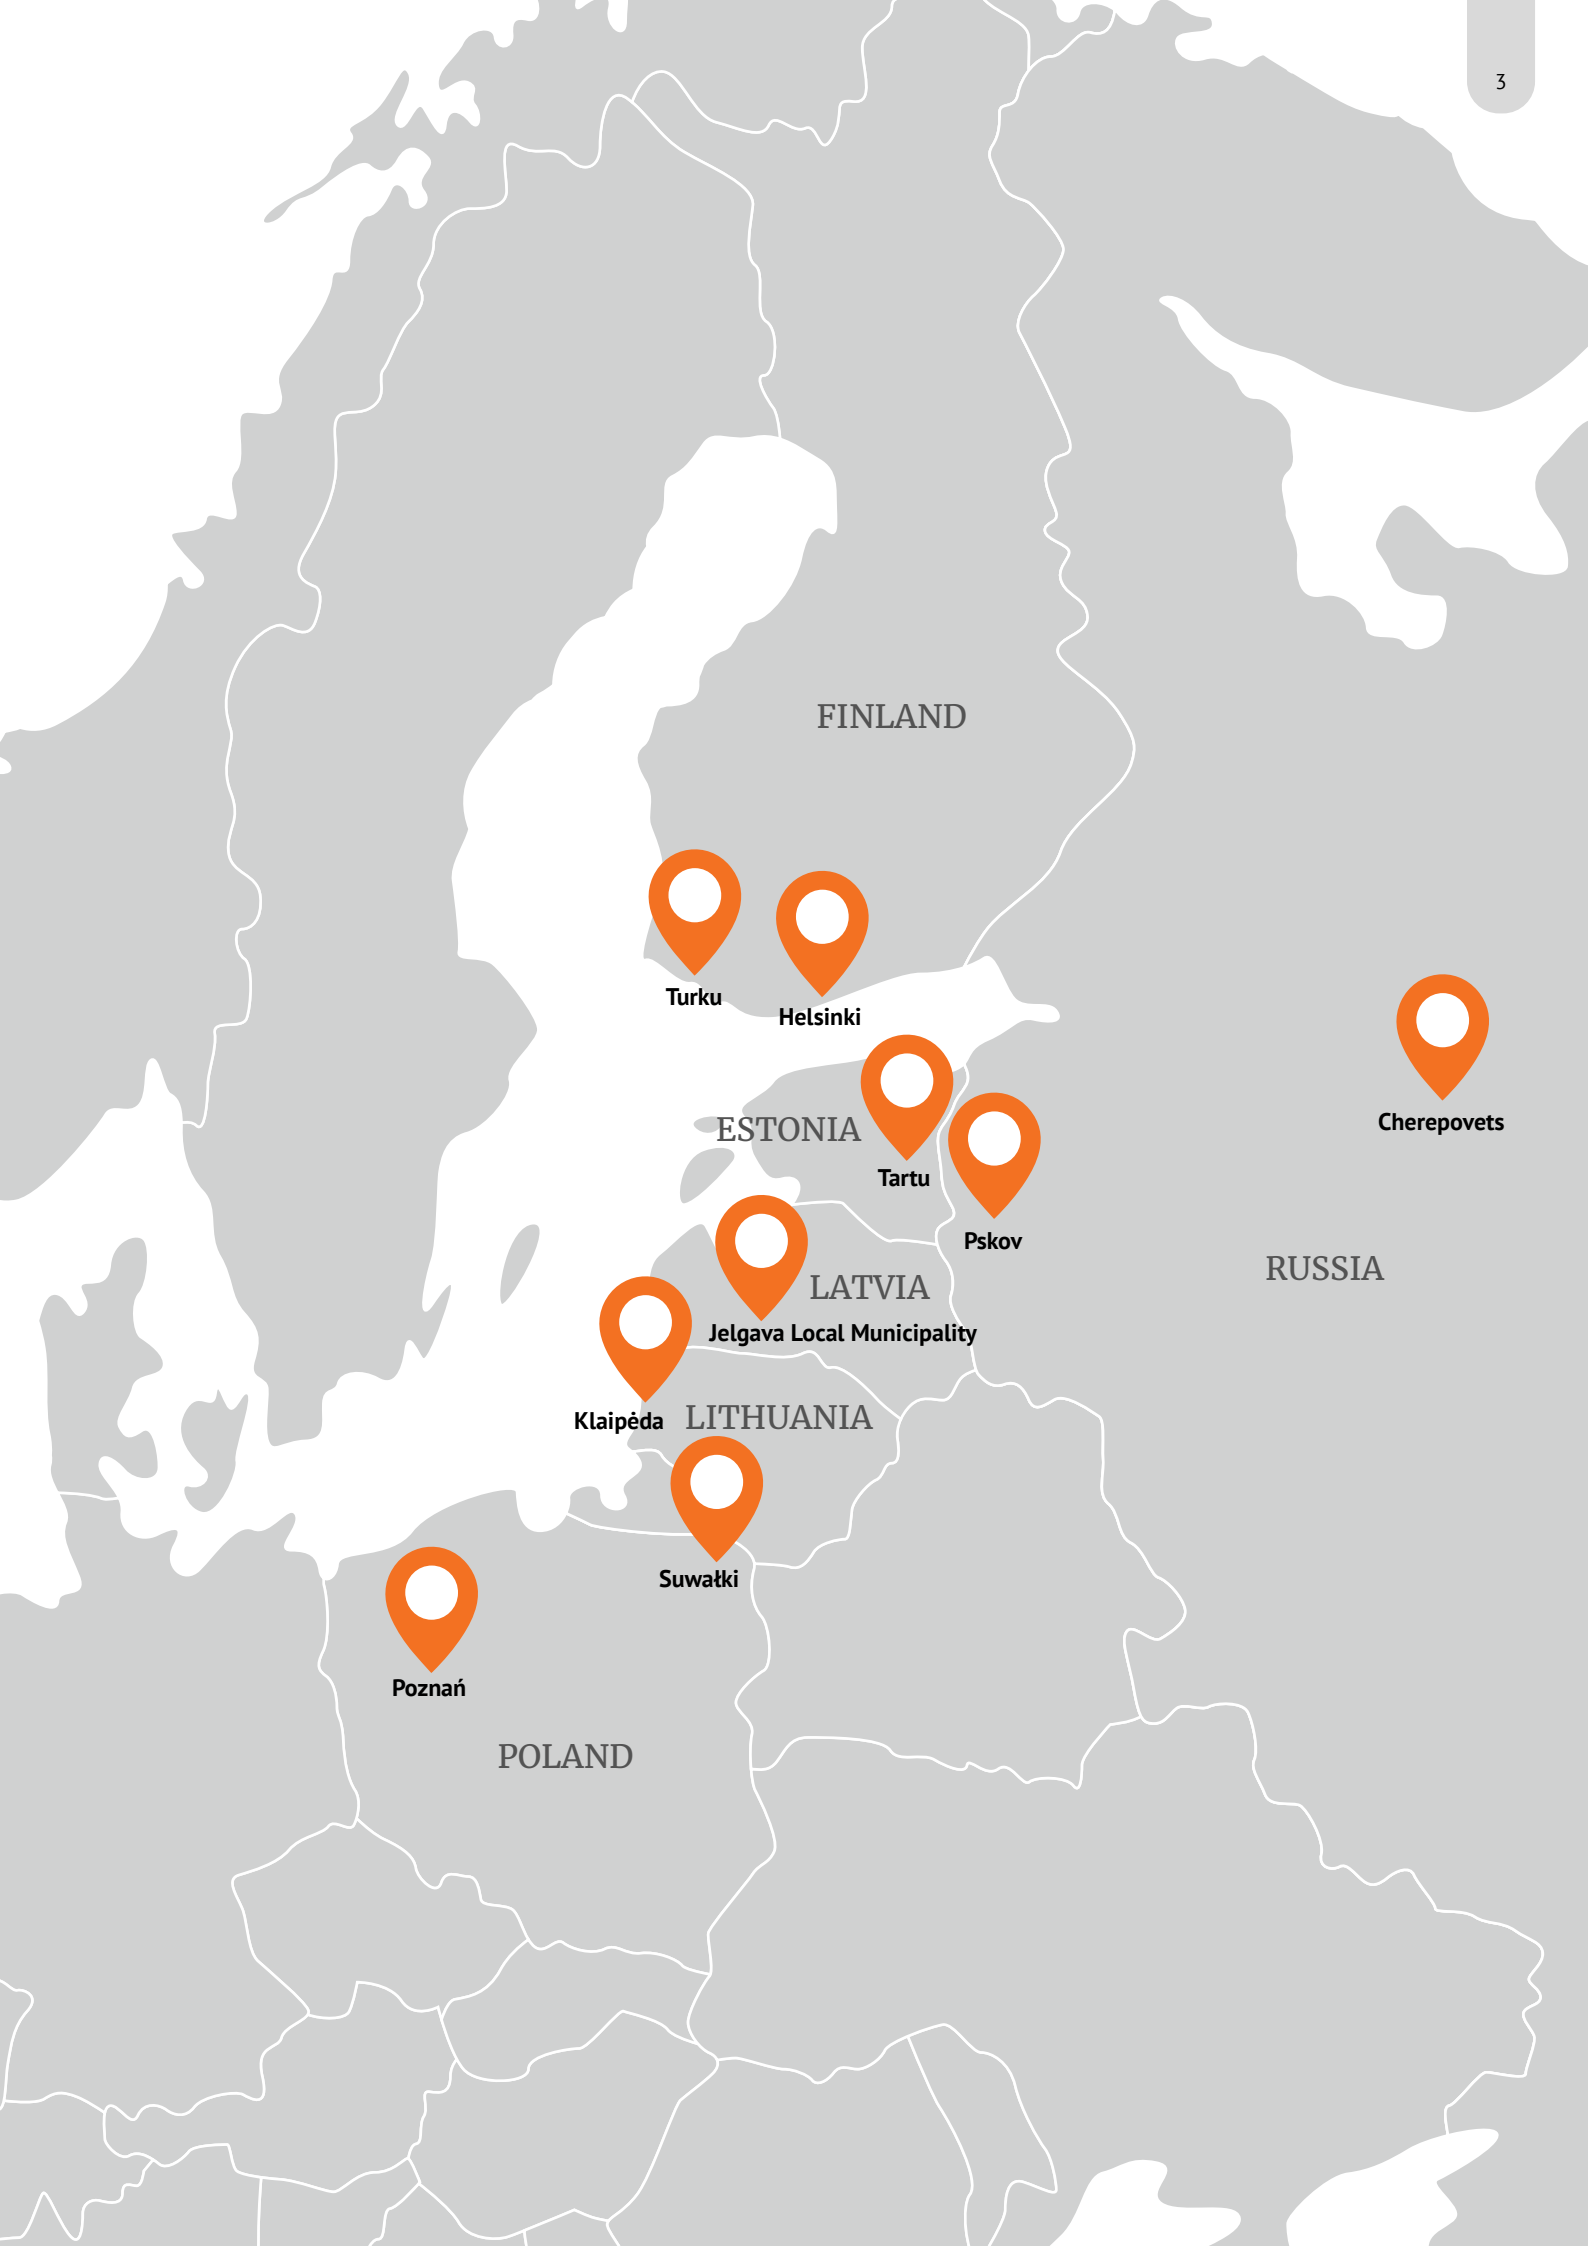 3
FINLAND
Turku
Helsinki
Cherepovets
ESTONIA
Tartu
Pskov
RUSSIA
LATVIA
Jelgava Local Municipality
Klaipėda
LITHUANIA
Suwałki
Poznań
POLAND